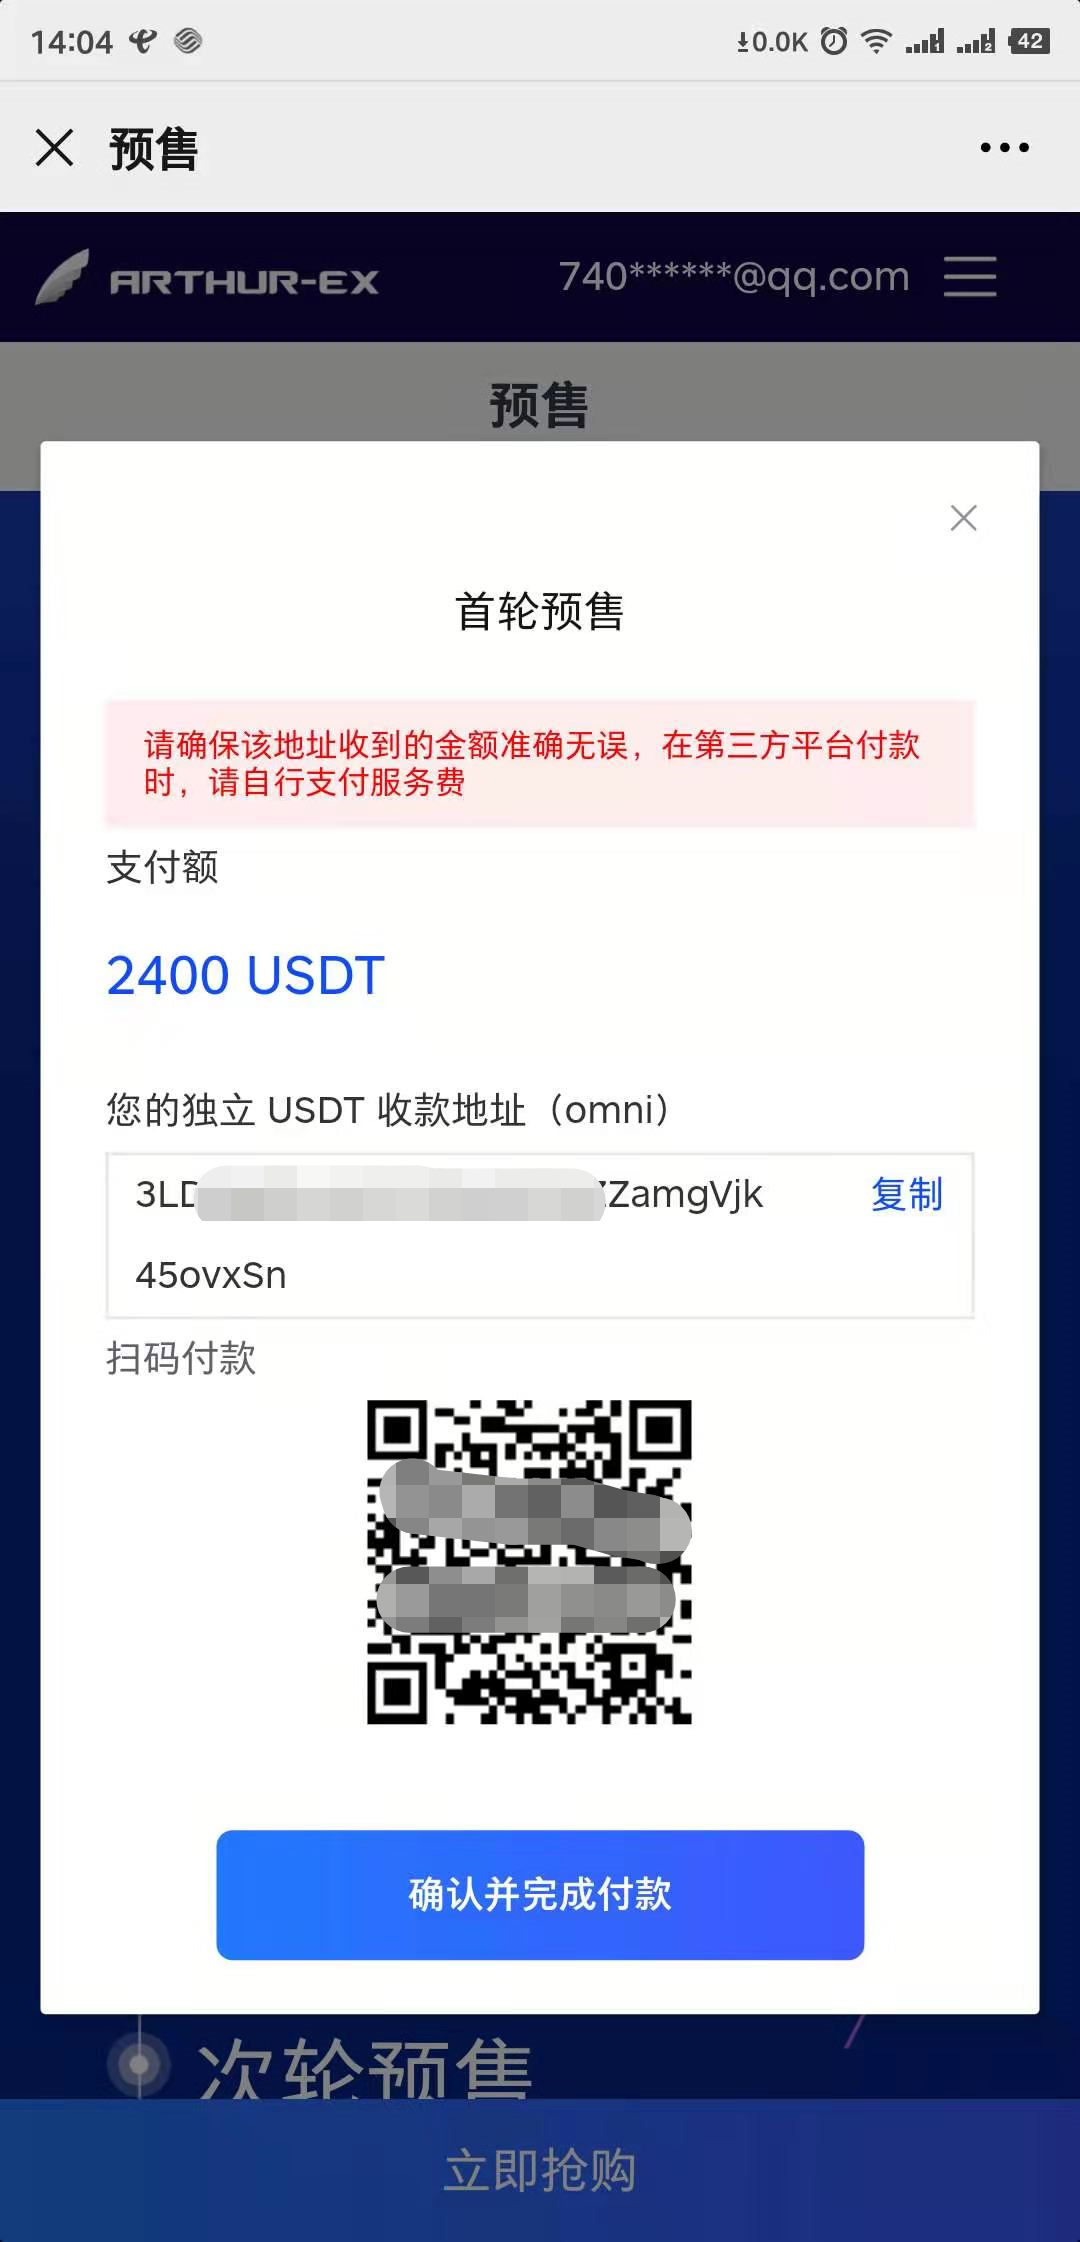 14:04
0.0K
1
2
42
预售
ARTHUR-EX
740******@qq.com
预售
首轮预售
请确保该地址收到的金额准确无误，在第三方平台付款
时，请自行支付服务费
支付额
2400 USDT
您的独立 USDT 收款地址（omni）
3LD ZamgVjk
复制
45ovxSn
扫码付款
确认并完成付款
次轮预售
立即抢购